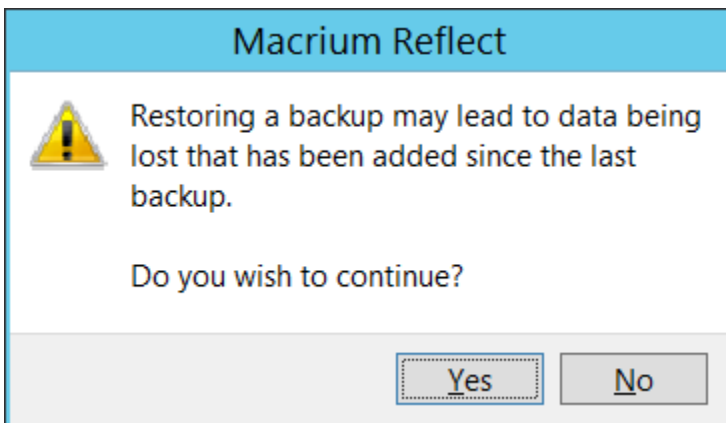 Macrium Reflect
Restoring a backup may lead to data being
lost that has been added since the last
backup.
Do you wish to continue?
Yes
No